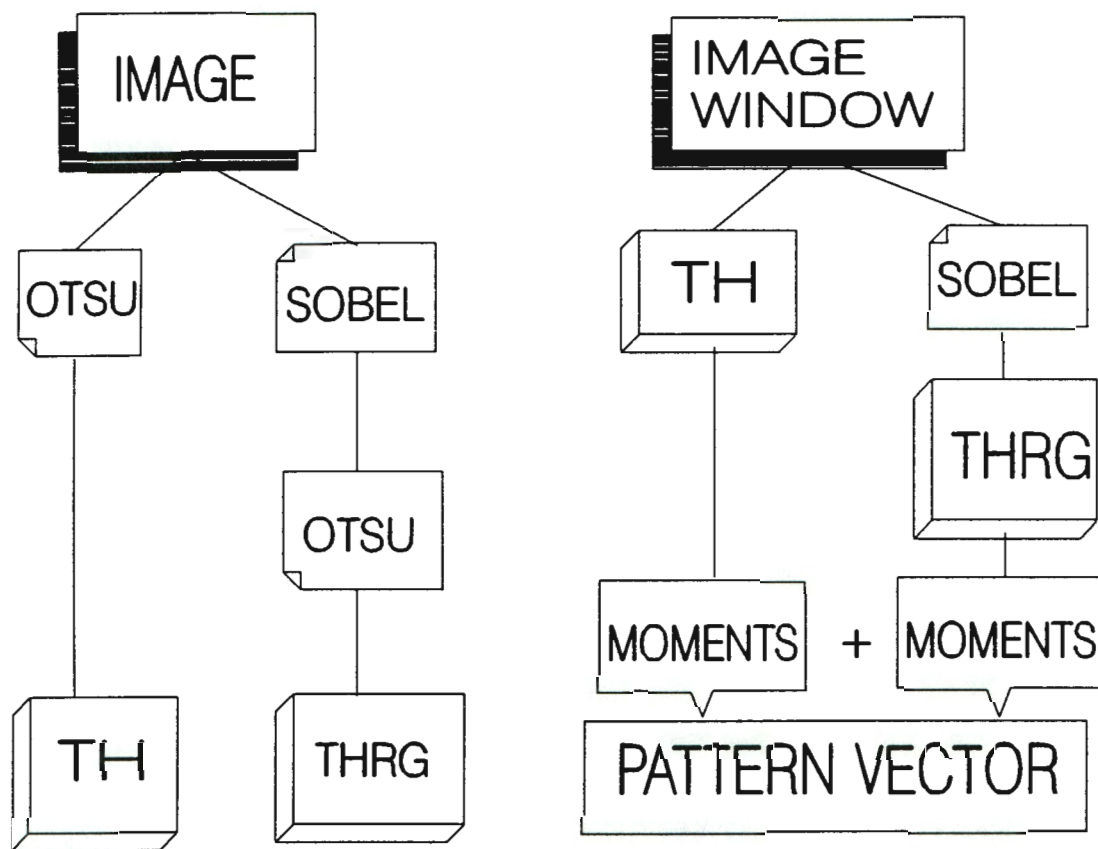 IMAGE
OTSU
SOBEL
OTSU
TH
THRG
IMAGE
WINDOW
TH
SOBEL
THRG
MOMENTS + MOMENTS
PATTERN VECTOR